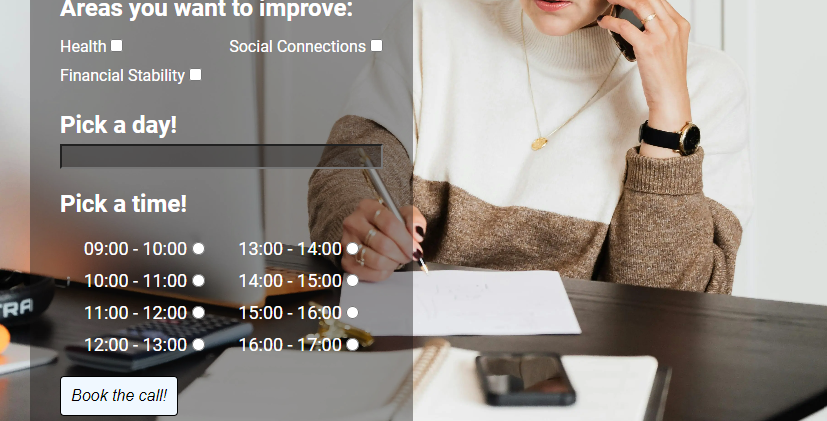 Areas you want to improve:
Health Social Connections
Financial Stability
Pick a day!
Pick a time!
09:00 - 10:00 13:00 - 14:00
10:00 - 11:00 14:00 - 15:00
11:00 - 12:00 15:00 - 16:00
12:00 - 13:00 16:00 - 17:00
TRA
Book the call!